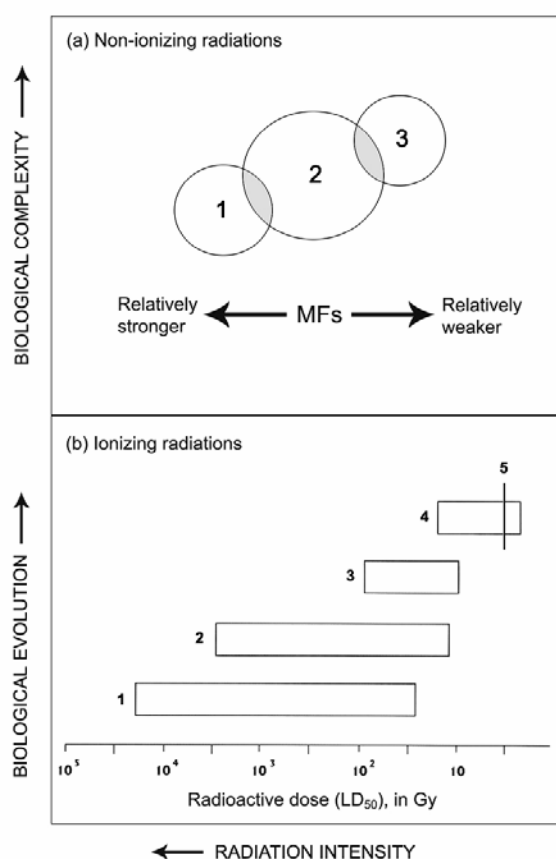 (a) Non-ionizing radiations
BIOLOGICAL COMPLEXITY
3
2
1
Relatively
stronger
MFs
Relatively
weaker
(b) Ionizing radiations
BIOLOGICAL EVOLUTION
5
4
3
2
1
10⁵
10⁴
10³
10²
10
Radioactive dose (LD₅₀), in Gy
RADIATION INTENSITY